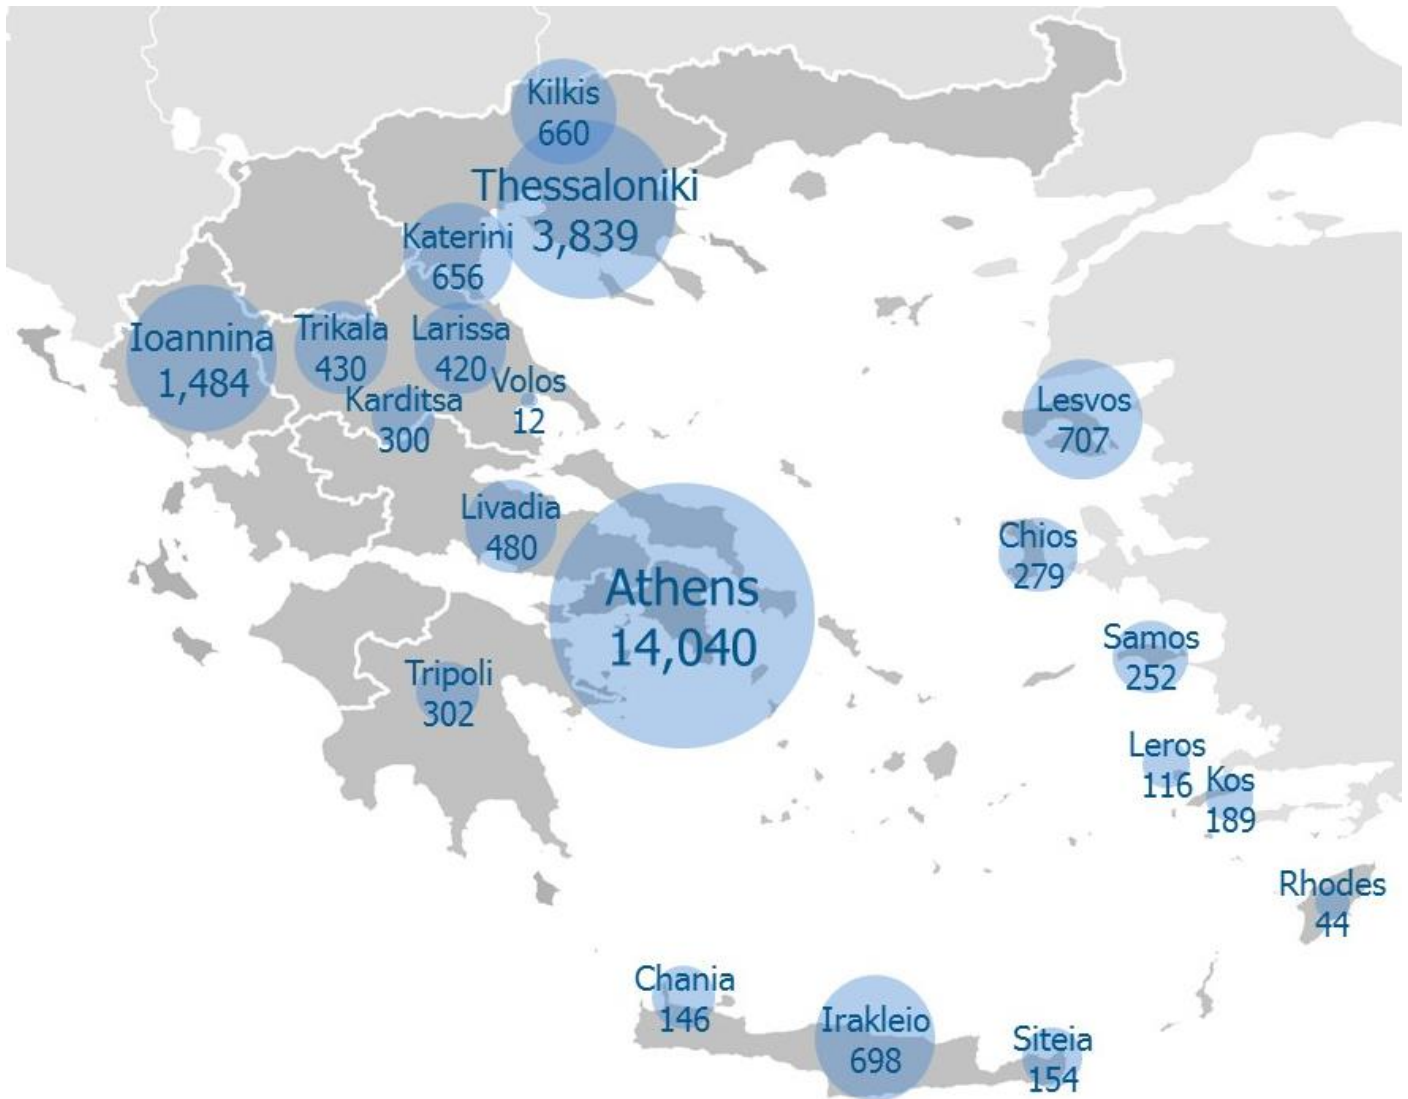 Kilkis
660
Thessaloniki
3,839
Katerini
656
Ioannina
1,484
Trikala
430
Larissa
420
Volos
12
Karditsa
300
Lesvos
707
Livadia
480
Chios
279
Athens
14,040
Samos
252
Tripoli
302
Leros
116
Kos
189
Rhodes
44
Chania
146
Irakleio
698
Siteia
154